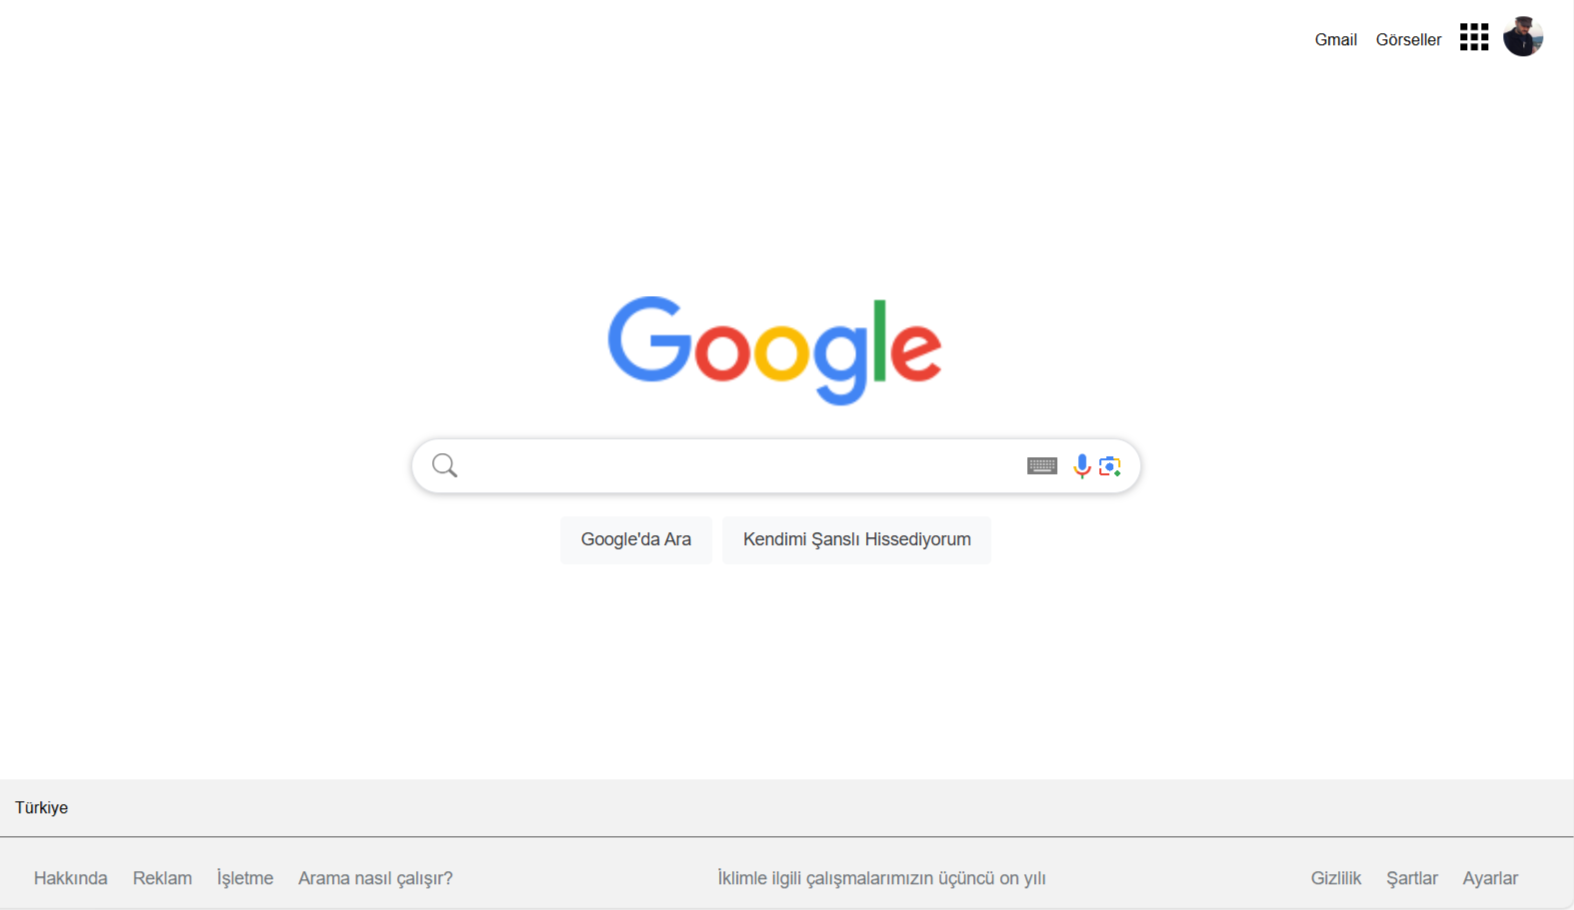 Gmail Görseller
Google
Google'da Ara Kendimi Şanslı Hissediyorum
Türkiye
Hakkında Reklam İşletme Arama nasıl çalışır? İklimle ilgili çalışmalarımızın üçüncü on yılı Gizlilik Şartlar Ayarlar